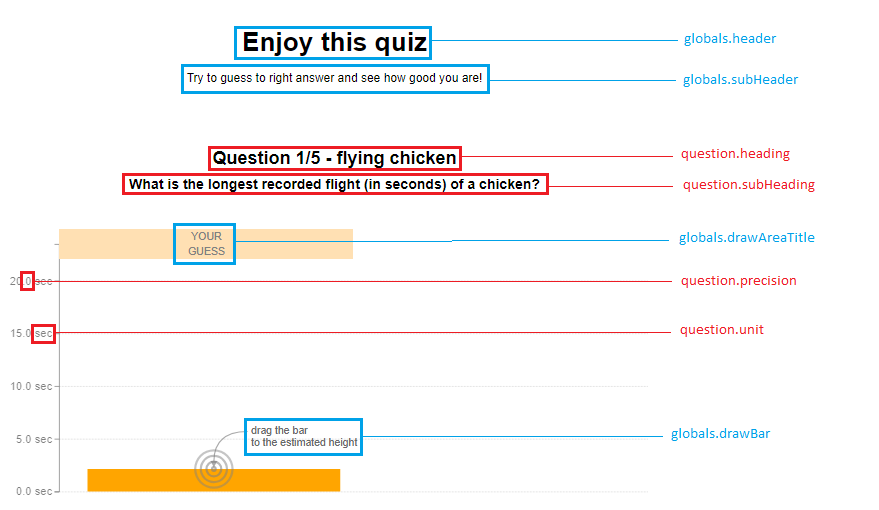 Enjoy this quiz
globals.header
Try to guess to right answer and see how good you are!
globals.subHeader
Question 1/5 - flying chicken
question.heading
What is the longest recorded flight (in seconds) of a chicken?
question.subHeading
YOUR
GUESS
globals.drawAreaTitle
20.0 sec
question.precision
15.0 sec
question.unit
10.0 sec
drag the bar
to the estimated height
globals.drawBar
5.0 sec
0.0 sec